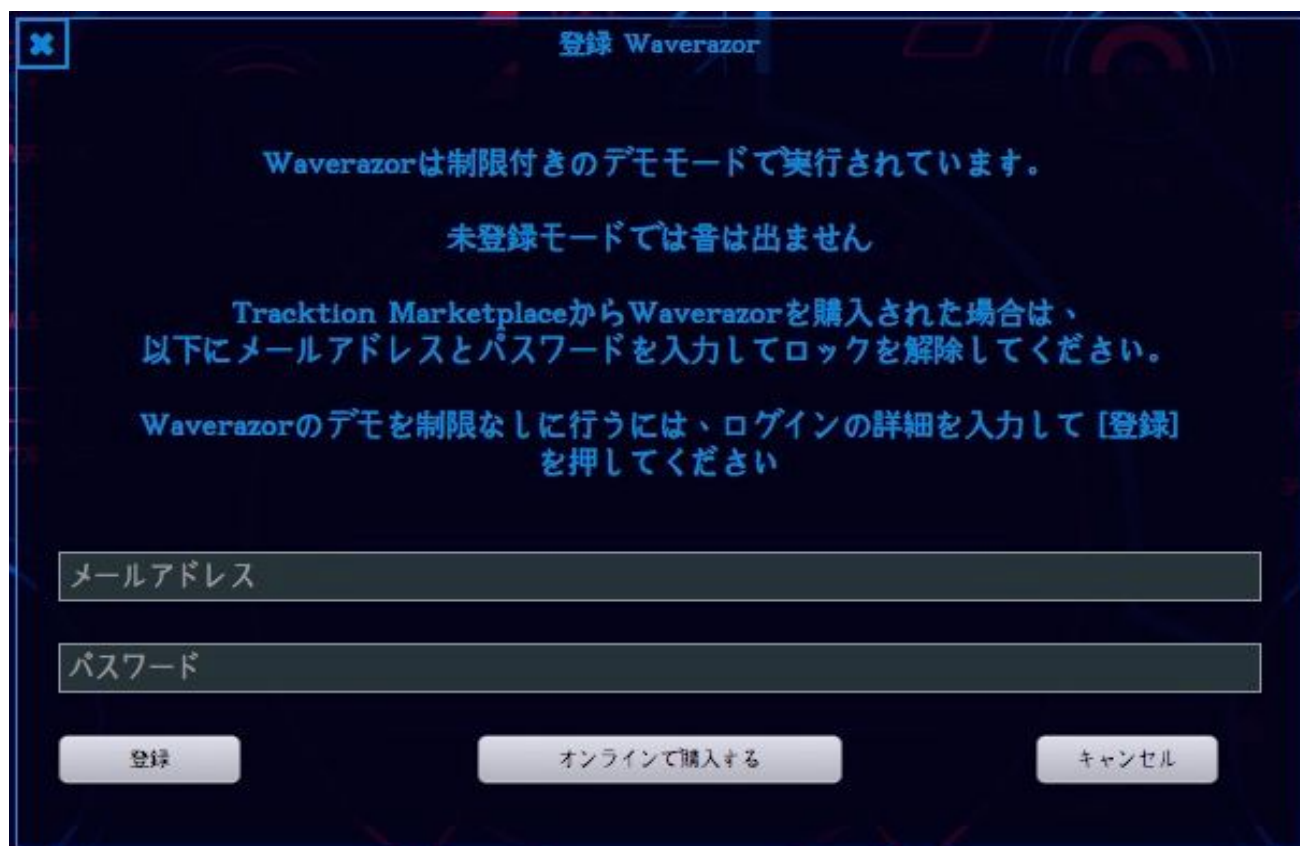 登録 Waverazor
Waverazorは制限付きのデモモードで実行されています。
未登録モードでは音は出ません
Tracktion MarketplaceからWaverazorを購入された場合は、
以下にメールアドレスとパスワードを入力してロックを解除してください。
Waverazorのデモを制限なしに行うには、ログインの詳細を入力して [登録]
を押してください
メールアドレス
パスワード
登録
オンラインで購入する
キャンセル